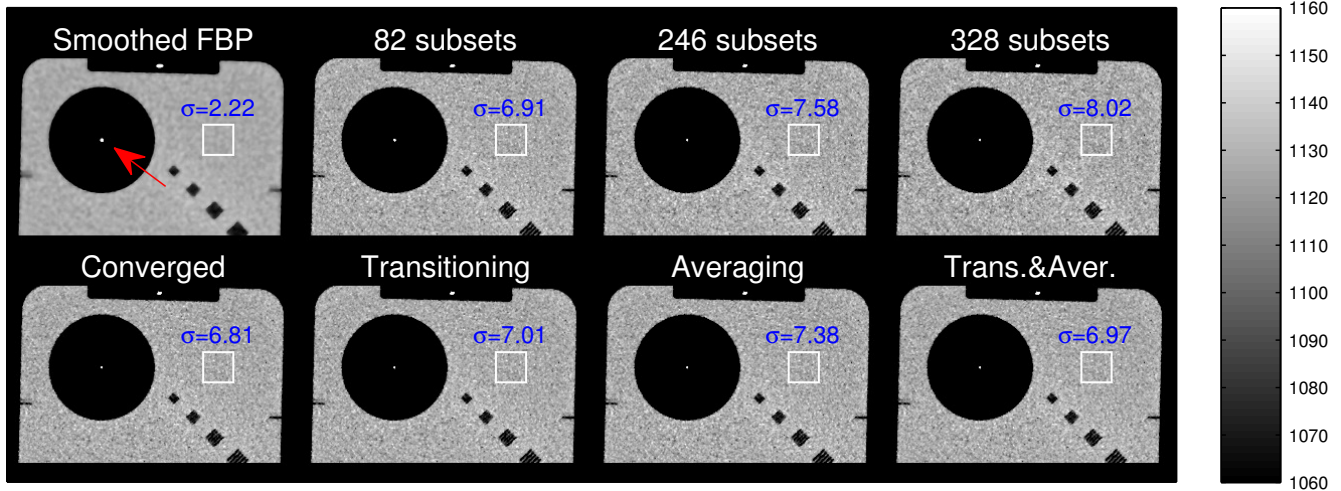 Smoothed FBP
82 subsets
246 subsets
328 subsets
σ=2.22
σ=6.91
σ=7.58
σ=8.02
Converged
Transitioning
Averaging
Trans.&Aver.
σ=6.81
σ=7.01
σ=7.38
σ=6.97
1160
1150
1140
1130
1120
1110
1100
1090
1080
1070
1060